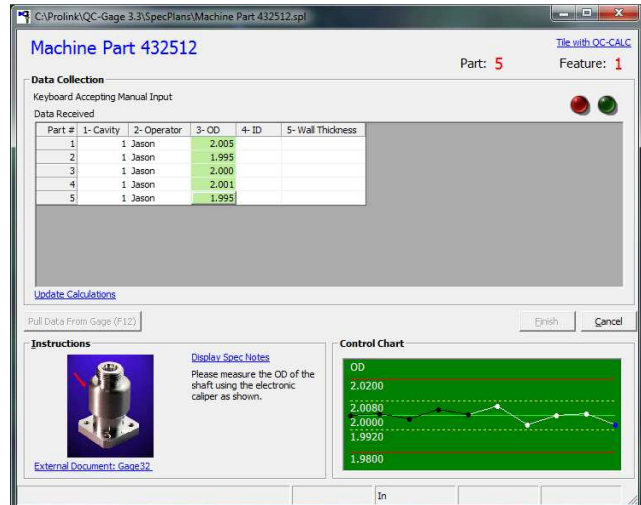 C:\Prolink\QC-Gage 3.3\SpecPlans\Machine Part 432512.spl
Machine Part 432512
Tile with QC-CALC
Part: 5 Feature: 1
Data Collection
Keyboard Accepting Manual Input
Data Received
Part # 1- Cavity 2- Operator 3- OD 4- ID 5- Wall Thickness
1 1 Jason 2.005
2 1 Jason 1.995
3 1 Jason 2.000
4 1 Jason 2.001
5 1 Jason 1.995
Update Calculations
Pull Data From Gage (F12) Finish Cancel
Instructions
Display Spec Notes
Please measure the OD of the
shaft using the electronic
caliper as shown.
External Document: Gage32
Control Chart
OD
2.0200
2.0080
2.0000
1.9920
1.9800
In